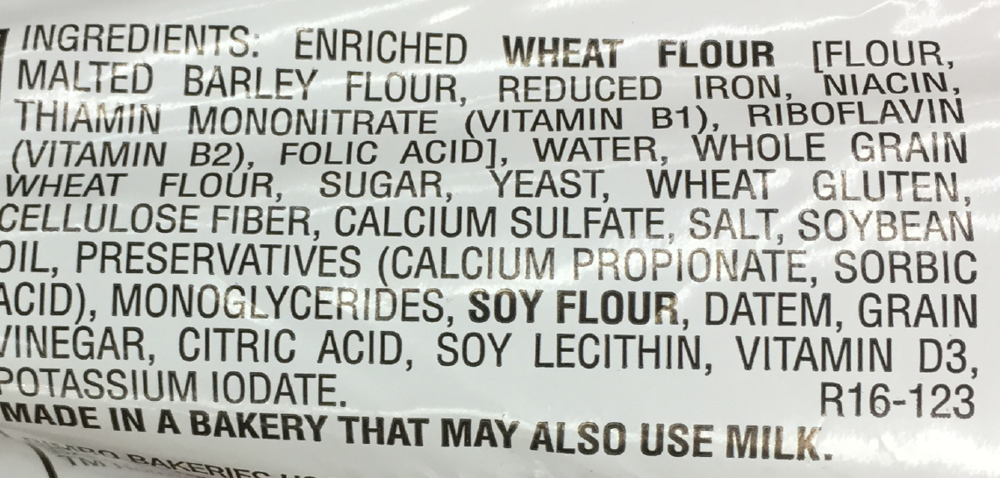 INGREDIENTS: ENRICHED WHEAT FLOUR [FLOUR,
MALTED BARLEY FLOUR, REDUCED IRON, NIACIN,
THIAMIN MONONITRATE (VITAMIN B1), RIBOFLAVIN
(VITAMIN B2), FOLIC ACID], WATER, WHOLE GRAIN
WHEAT FLOUR, SUGAR, YEAST, WHEAT GLUTEN,
CELLULOSE FIBER, CALCIUM SULFATE, SALT, SOYBEAN
OIL, PRESERVATIVES (CALCIUM PROPIONATE, SORBIC
ACID), MONOGLYCERIDES, SOY FLOUR, DATEM, GRAIN
VINEGAR, CITRIC ACID, SOY LECITHIN, VITAMIN D3,
POTASSIUM IODATE. R16-123
MADE IN A BAKERY THAT MAY ALSO USE MILK.
BAKERIES
TM